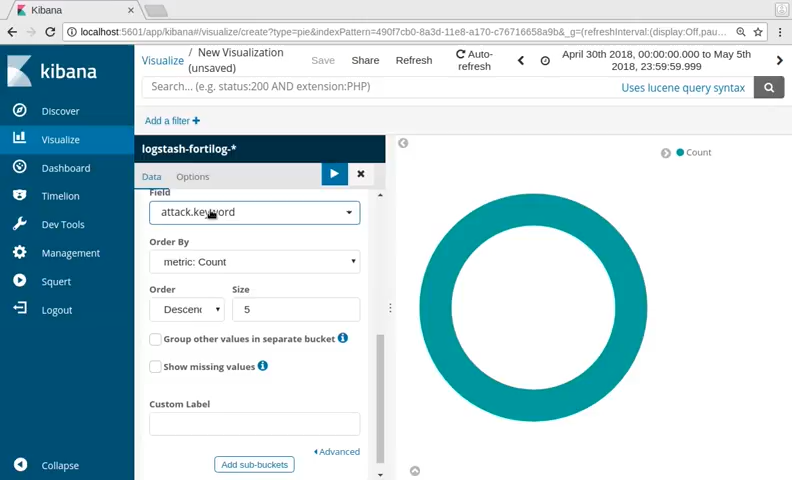 Kibana
localhost:5601/app/kibana#/visualize/create?type=pie&indexPattern=490f7cb0-8a3d-11e8-a170-c76716658a9b&_g=(refreshInterval:(display:Off,pau...
kibana
Discover
Visualize
Dashboard
Timelion
Dev Tools
Management
Squert
Logout
Collapse
Visualize / New Visualization (unsaved)
Save
Share
Refresh
Auto-refresh
April 30th 2018, 00:00:00.000 to May 5th
2018, 23:59:59.999
Search... (e.g. status:200 AND extension:PHP)
Uses lucene query syntax
Add a filter +
logstash-fortilog-*
Data
Options
Field
attack.keyword
Order By
metric: Count
Order
Size
Descenc
5
Group other values in separate bucket
Show missing values
Custom Label
Advanced
Add sub-buckets
Count